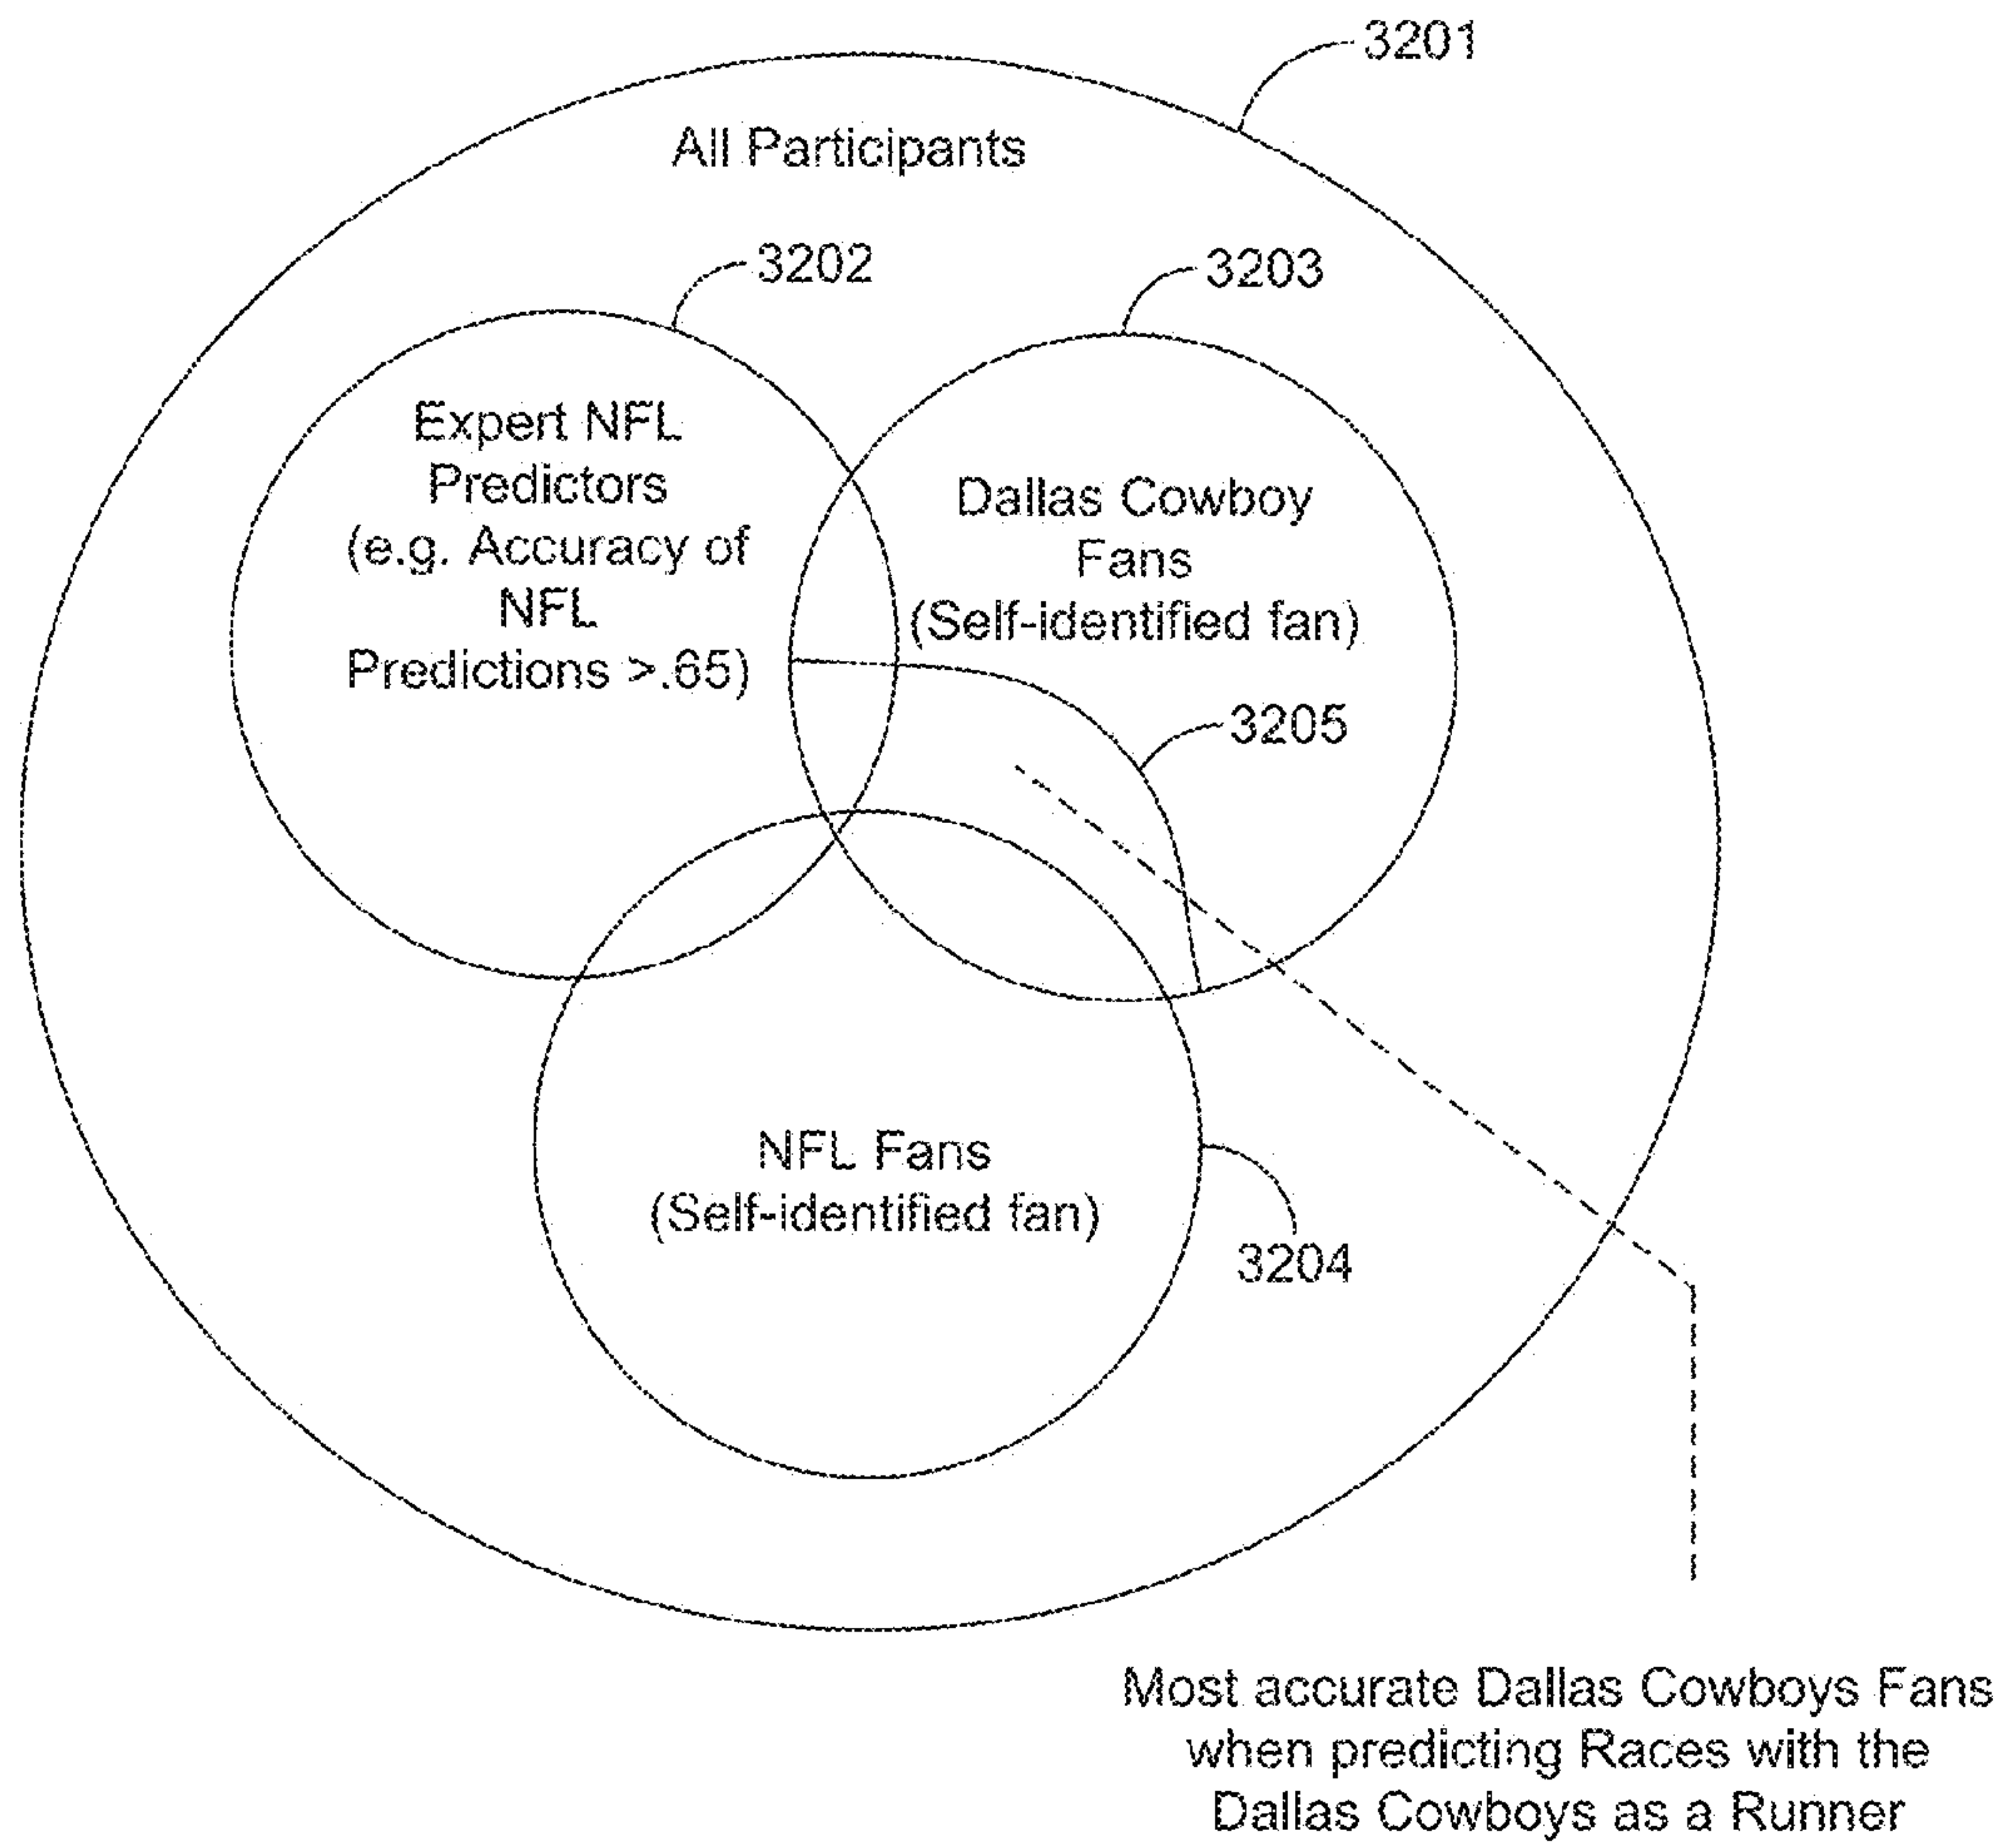 3201
All Participants
3202
3203
Expert NFL
Predictors
(e.g. Accuracy of
NFL
Predictions >.65)
Dallas Cowboy
Fans
(Self-identified fan)
3205
NFL Fans
(Self-identified fan)
3204
Most accurate Dallas Cowboys Fans
when predicting Races with the
Dallas Cowboys as a Runner